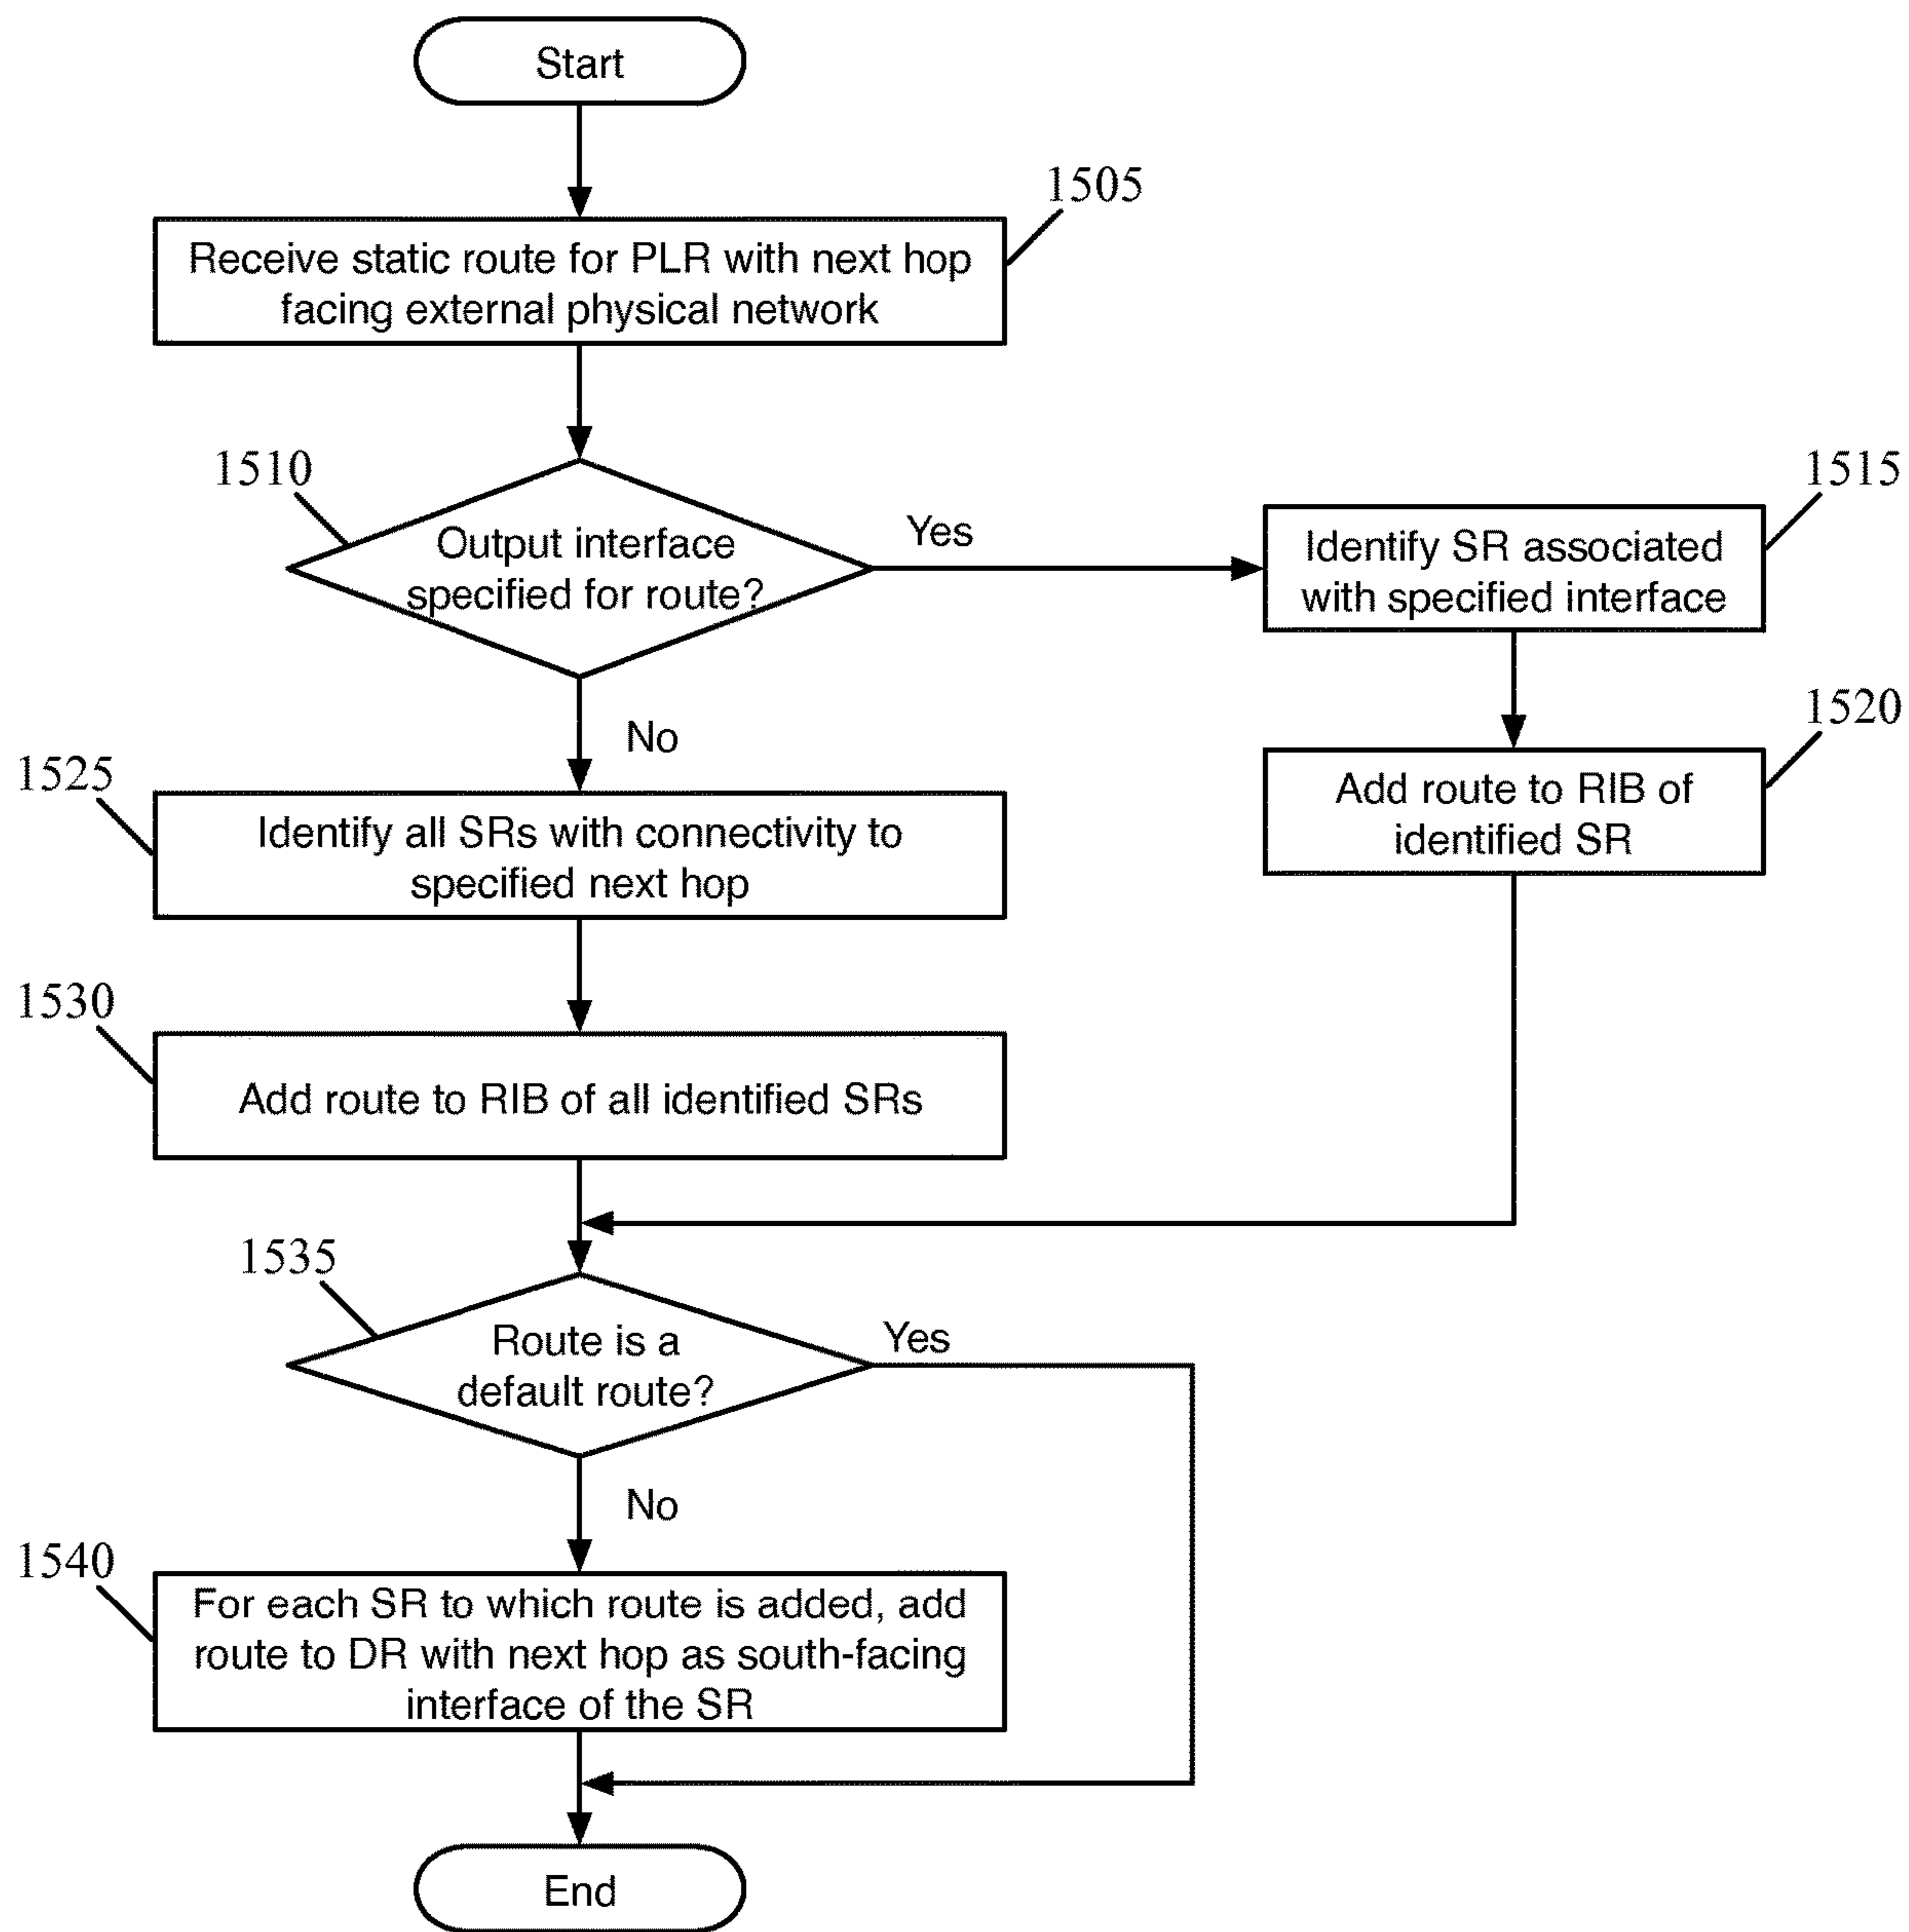 Start
1505
Receive static route for PLR with next hop
facing external physical network
1510
Output interface
specified for route?
Yes
1515
Identify SR associated
with specified interface
No
1520
Add route to RIB of
identified SR
1525
Identify all SRs with connectivity to
specified next hop
1530
Add route to RIB of all identified SRs
1535
Route is a
default route?
Yes
No
1540
For each SR to which route is added, add
route to DR with next hop as south-facing
interface of the SR
End